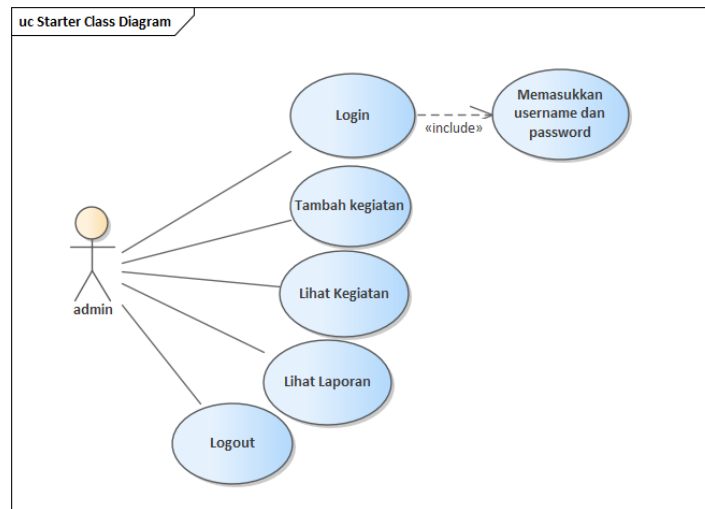 uc Starter Class Diagram
Login
«include»
Memasukkan
username dan
password
Tambah kegiatan
Lihat Kegiatan
admin
Lihat Laporan
Logout